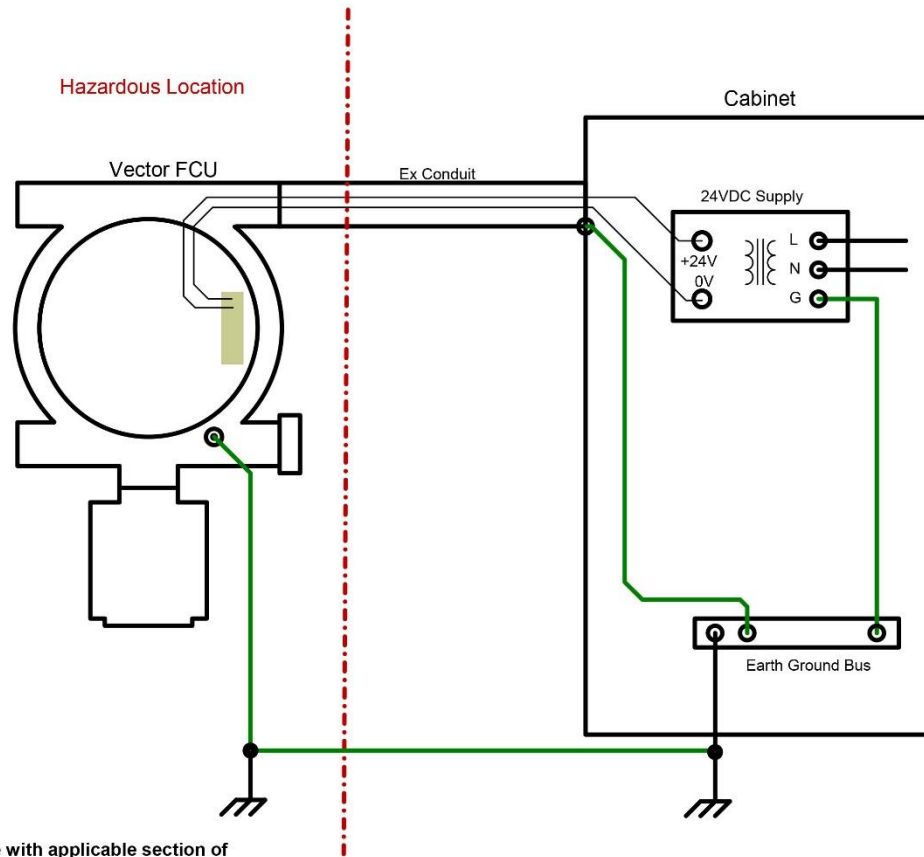 Hazardous Location
Cabinet
Vector FCU
Ex Conduit
24VDC Supply
L
+24V
N
0V
G
Earth Ground Bus
with applicable section of